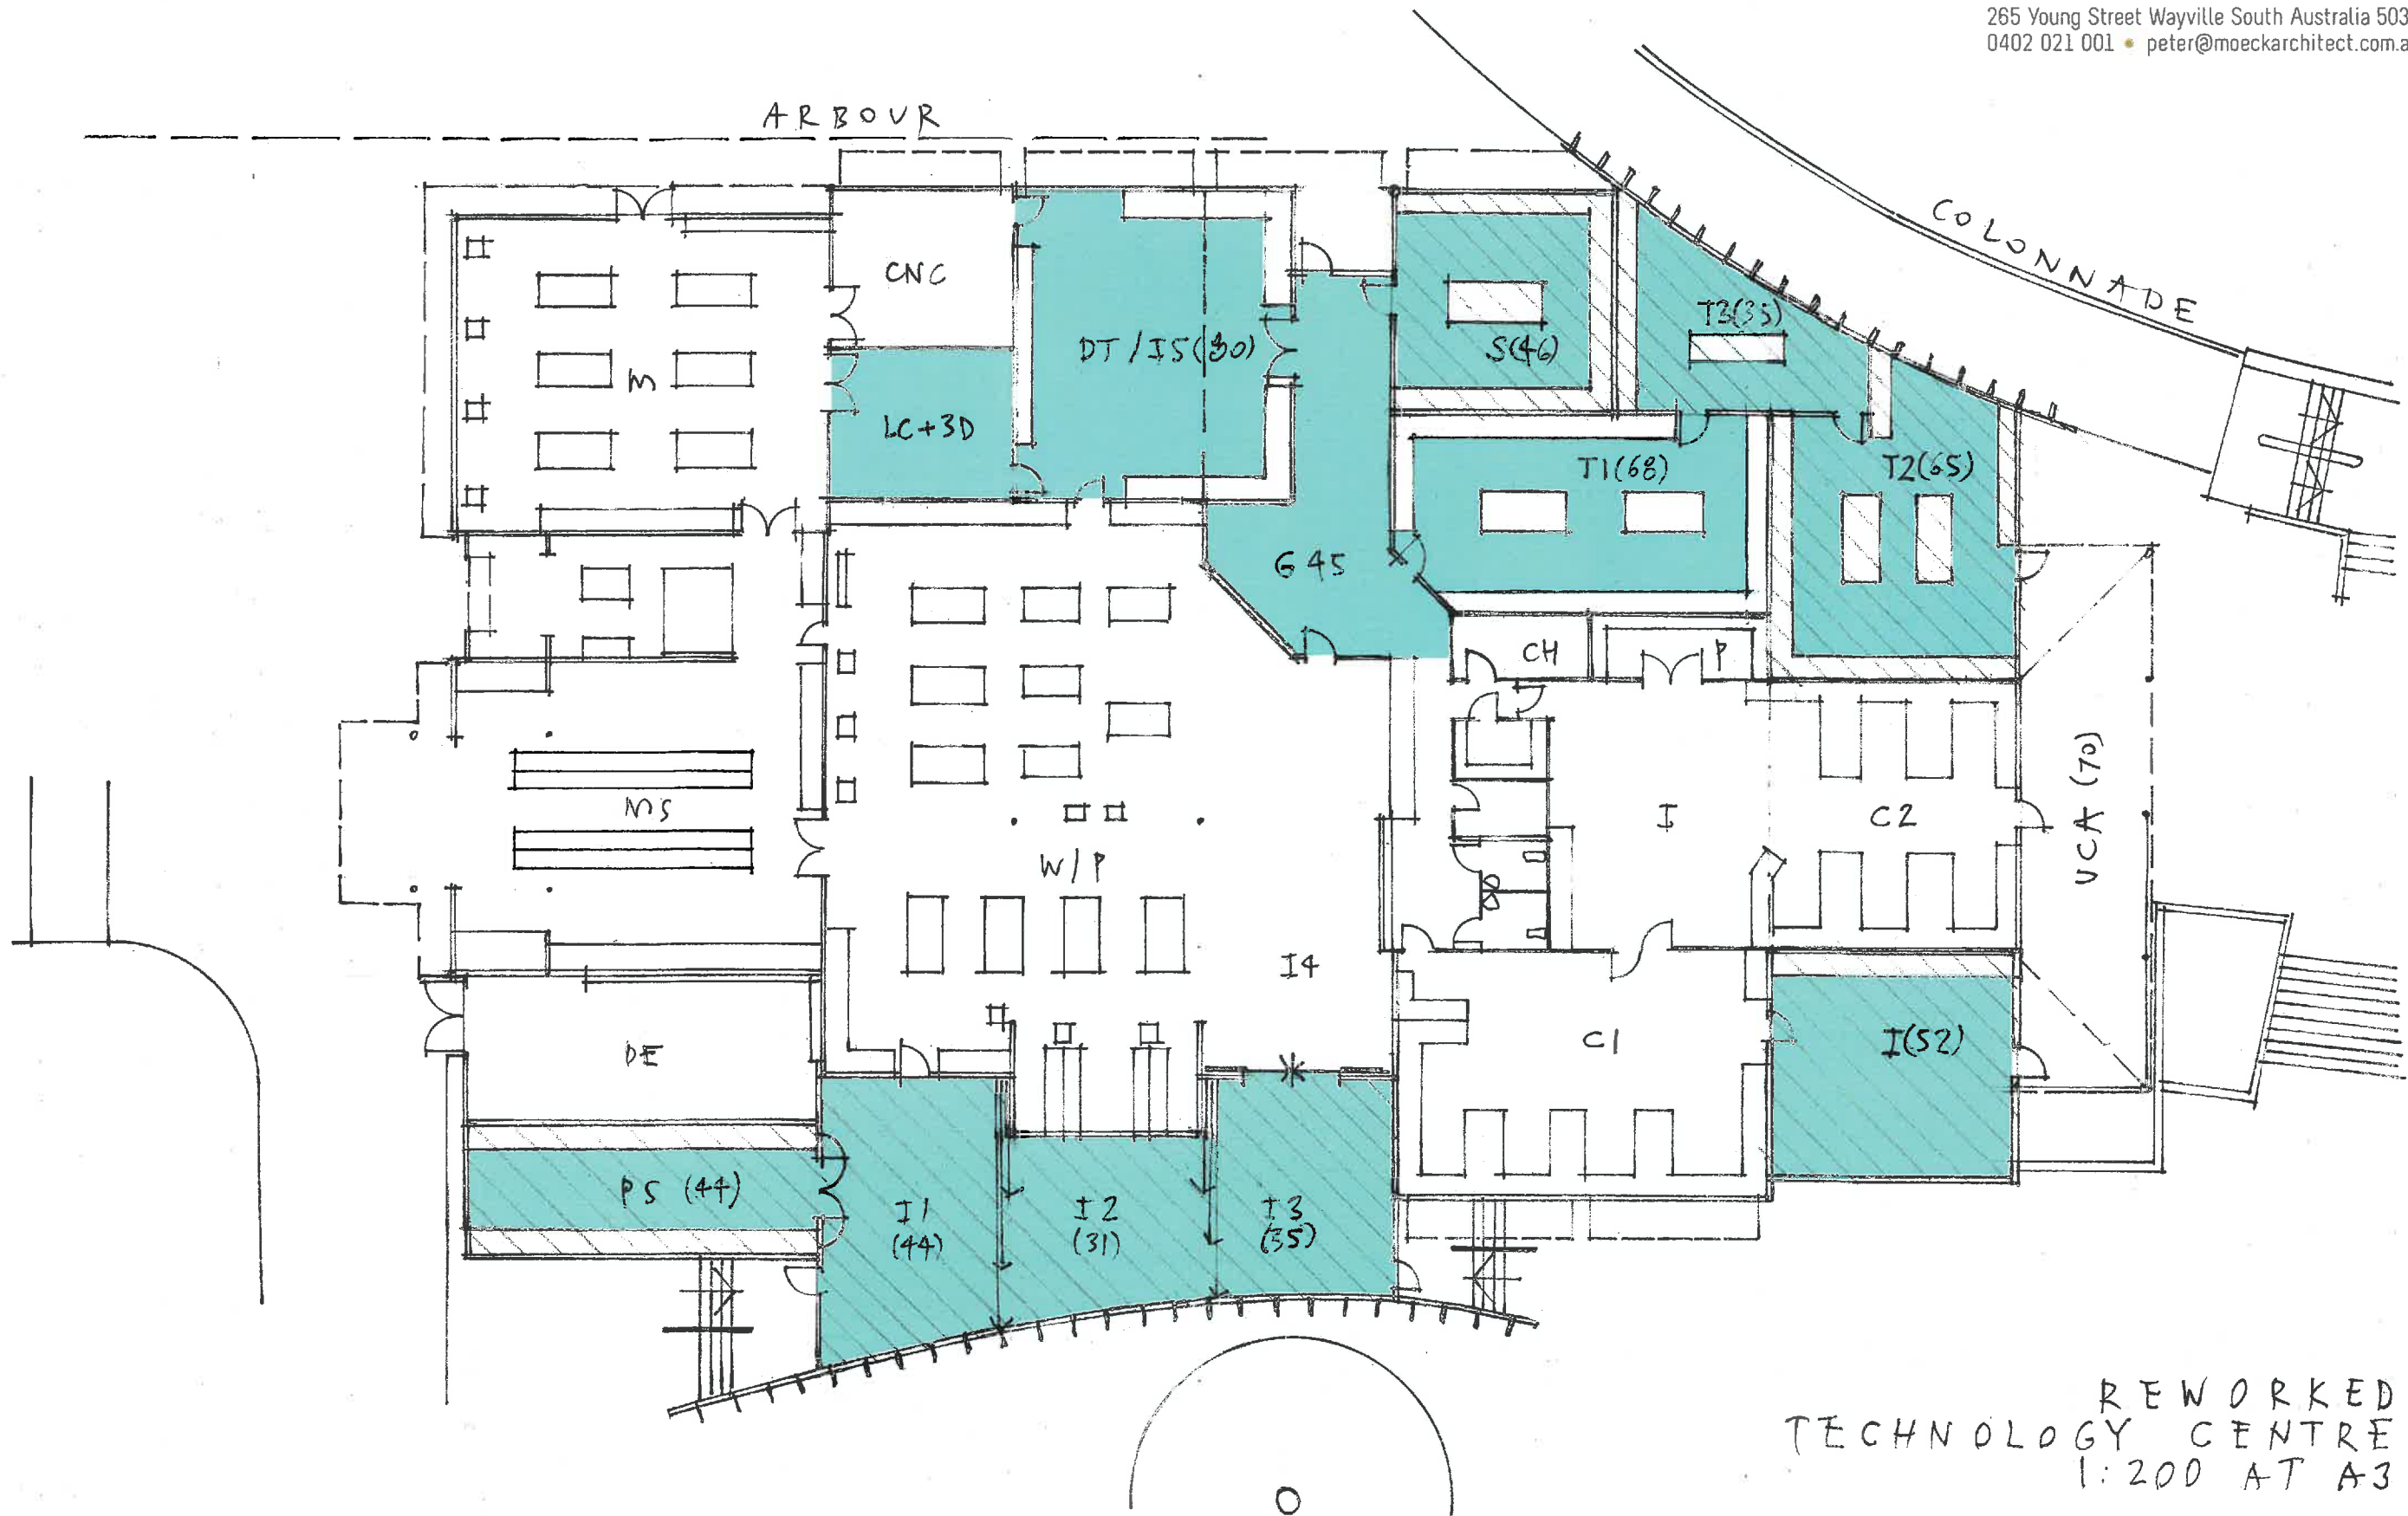 265 Young Street Wayville South Australia 503
0402 021 001 • peter@moeckarchitect.com.a
ARBOUR
COLONNADE
CNC
DT/I5(30)
S(46)
T3(35)
M
LC+3D
T1(68)
T2(65)
G 45
CH
P
MS
W/P
I
C2
UCA (70)
I4
DE
C1
I(52)
PS (44)
I1
(44)
I2
(31)
I3
(35)
REWORKED
TECHNOLOGY CENTRE
1:200 AT A3